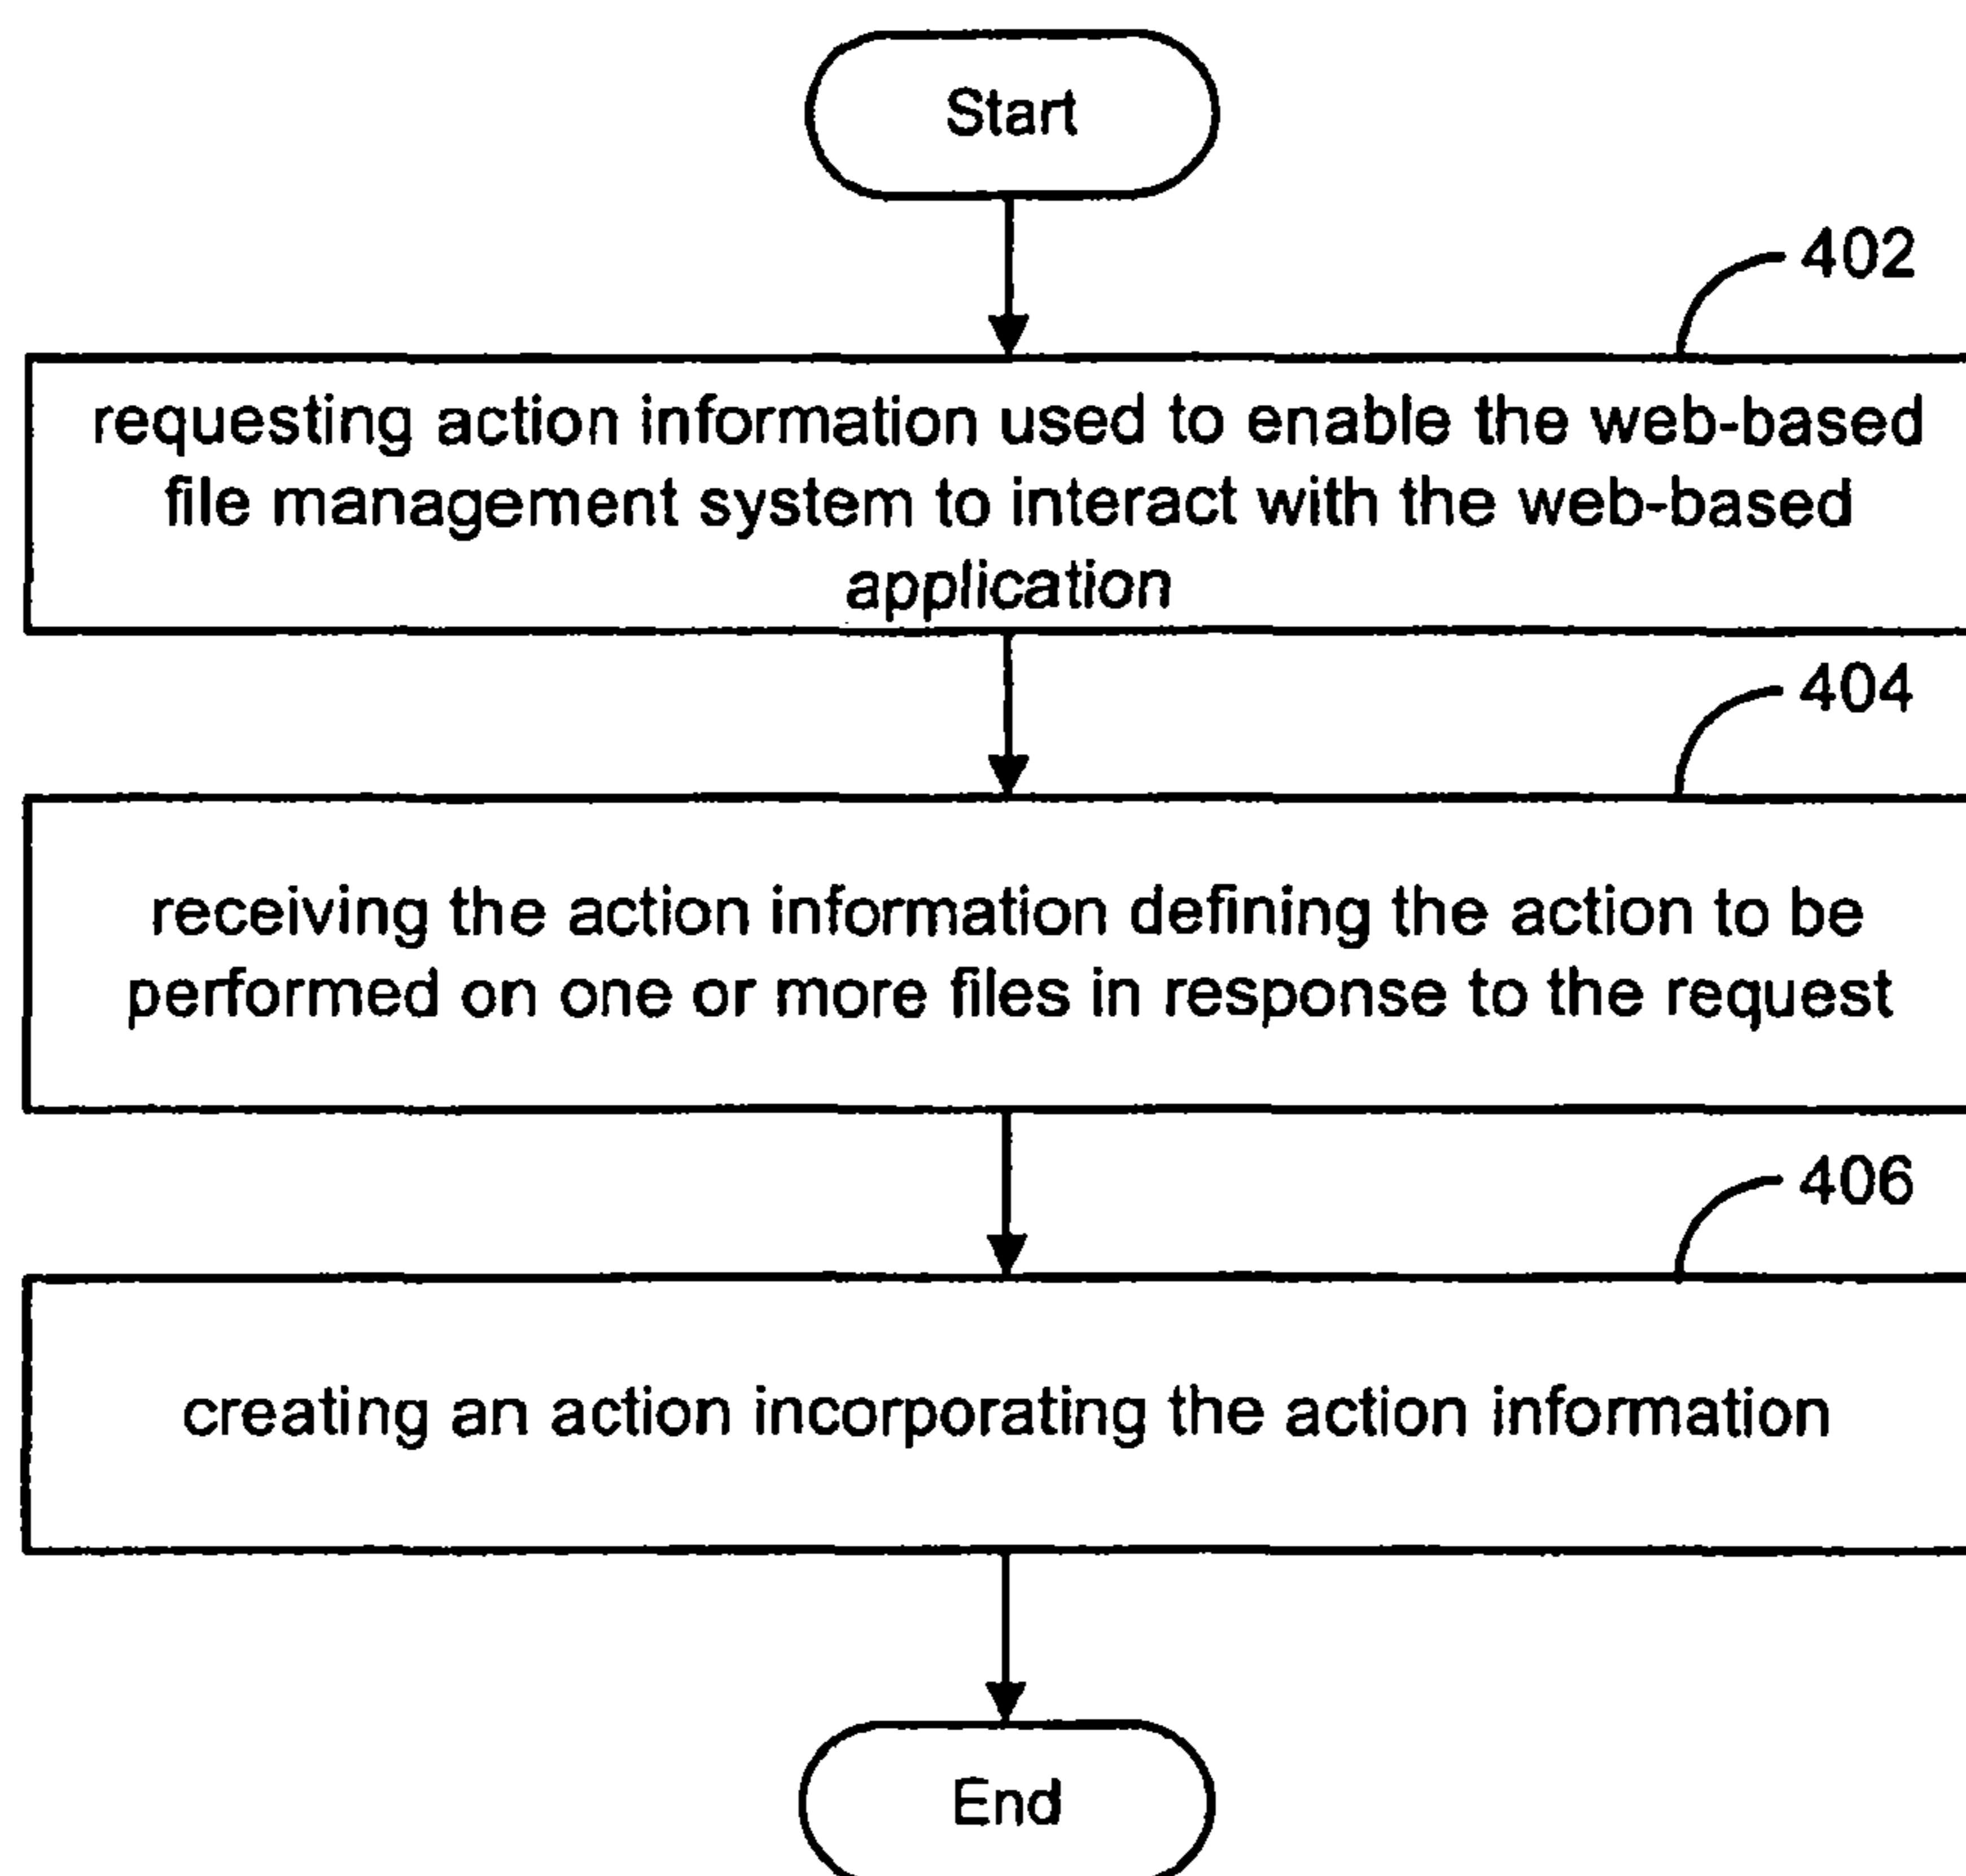 Start
402
requesting action information used to enable the web-based
file management system to interact with the web-based
application
404
receiving the action information defining the action to be
performed on one or more files in response to the request
406
creating an action incorporating the action information
End